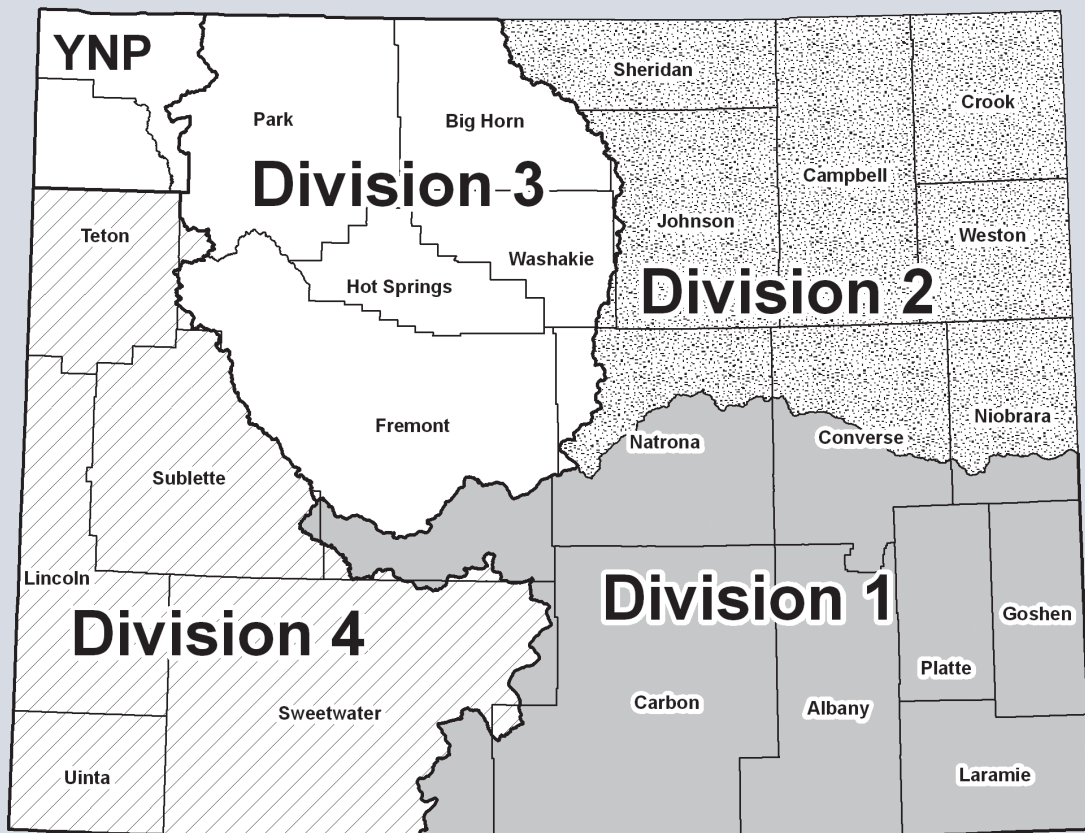 YNP
Sheridan
Crook
Park
Big Horn
Division 3
Campbell
Johnson
Teton
Weston
Washakie
Hot Springs
Division 2
Fremont
Niobrara
Natrona
Converse
Sublette
Lincoln
Division 1
Division 4
Goshen
Platte
Carbon
Albany
Sweetwater
Uinta
Laramie